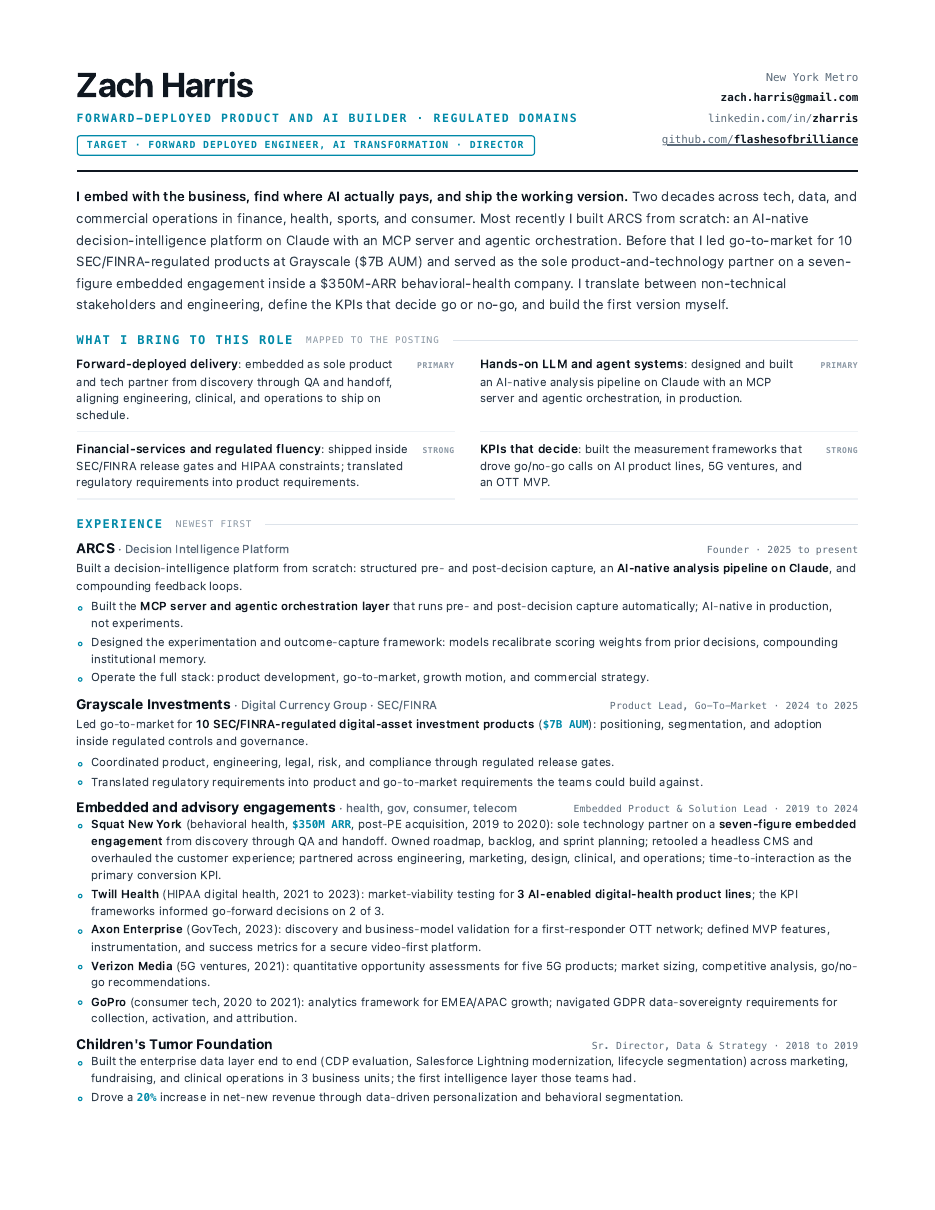 Zach Harris
FORWARD-DEPLOYED PRODUCT AND AI BUILDER · REGULATED DOMAINS
TARGET · FORWARD DEPLOYED ENGINEER, AI TRANSFORMATION · DIRECTOR
New York Metro
zach.harris@gmail.com
linkedin.com/in/zharris
github.com/flashesofbrilliance
I embed with the business, find where AI actually pays, and ship the working version. Two decades across tech, data, and
commercial operations in finance, health, sports, and consumer. Most recently I built ARCS from scratch: an AI-native
decision-intelligence platform on Claude with an MCP server and agentic orchestration. Before that I led go-to-market for 10
SEC/FINRA-regulated products at Grayscale ($7B AUM) and served as the sole product-and-technology partner on a seven-
figure embedded engagement inside a $350M-ARR behavioral-health company. I translate between non-technical
stakeholders and engineering, define the KPIs that decide go or no-go, and build the first version myself.
WHAT I BRING TO THIS ROLE MAPPED TO THE POSTING
Forward-deployed delivery: embedded as sole product PRIMARY
and tech partner from discovery through QA and handoff,
aligning engineering, clinical, and operations to ship on
schedule.
Hands-on LLM and agent systems: designed and built PRIMARY
an AI-native analysis pipeline on Claude with an MCP
server and agentic orchestration, in production.
Financial-services and regulated fluency: shipped inside STRONG
SEC/FINRA release gates and HIPAA constraints; translated
regulatory requirements into product requirements.
KPIs that decide: built the measurement frameworks that STRONG
drove go/no-go calls on AI product lines, 5G ventures, and
an OTT MVP.
EXPERIENCE NEWEST FIRST
ARCS · Decision Intelligence Platform Founder · 2025 to present
Built a decision-intelligence platform from scratch: structured pre- and post-decision capture, an AI-native analysis pipeline on Claude, and
compounding feedback loops.
Built the MCP server and agentic orchestration layer that runs pre- and post-decision capture automatically; AI-native in production,
not experiments.
Designed the experimentation and outcome-capture framework: models recalibrate scoring weights from prior decisions, compounding
institutional memory.
Operate the full stack: product development, go-to-market, growth motion, and commercial strategy.
Grayscale Investments · Digital Currency Group · SEC/FINRA Product Lead, Go-To-Market · 2024 to 2025
Led go-to-market for 10 SEC/FINRA-regulated digital-asset investment products ($7B AUM): positioning, segmentation, and adoption
inside regulated controls and governance.
Coordinated product, engineering, legal, risk, and compliance through regulated release gates.
Translated regulatory requirements into product and go-to-market requirements the teams could build against.
Embedded and advisory engagements · health, gov, consumer, telecom Embedded Product & Solution Lead · 2019 to 2024
Squat New York (behavioral health, $350M ARR, post-PE acquisition, 2019 to 2020): sole technology partner on a seven-figure embedded
engagement from discovery through QA and handoff. Owned roadmap, backlog, and sprint planning; retooled a headless CMS and
overhauled the customer experience; partnered across engineering, marketing, design, clinical, and operations; time-to-interaction as the
primary conversion KPI.
Twill Health (HIPAA digital health, 2021 to 2023): market-viability testing for 3 AI-enabled digital-health product lines; the KPI
frameworks informed go-forward decisions on 2 of 3.
Axon Enterprise (GovTech, 2023): discovery and business-model validation for a first-responder OTT network; defined MVP features,
instrumentation, and success metrics for a secure video-first platform.
Verizon Media (5G ventures, 2021): quantitative opportunity assessments for five 5G products; market sizing, competitive analysis, go/no-
go recommendations.
GoPro (consumer tech, 2020 to 2021): analytics framework for EMEA/APAC growth; navigated GDPR data-sovereignty requirements for
collection, activation, and attribution.
Children's Tumor Foundation Sr. Director, Data & Strategy · 2018 to 2019
Built the enterprise data layer end to end (CDP evaluation, Salesforce Lightning modernization, lifecycle segmentation) across marketing,
fundraising, and clinical operations in 3 business units; the first intelligence layer those teams had.
Drove a 20% increase in net-new revenue through data-driven personalization and behavioral segmentation.